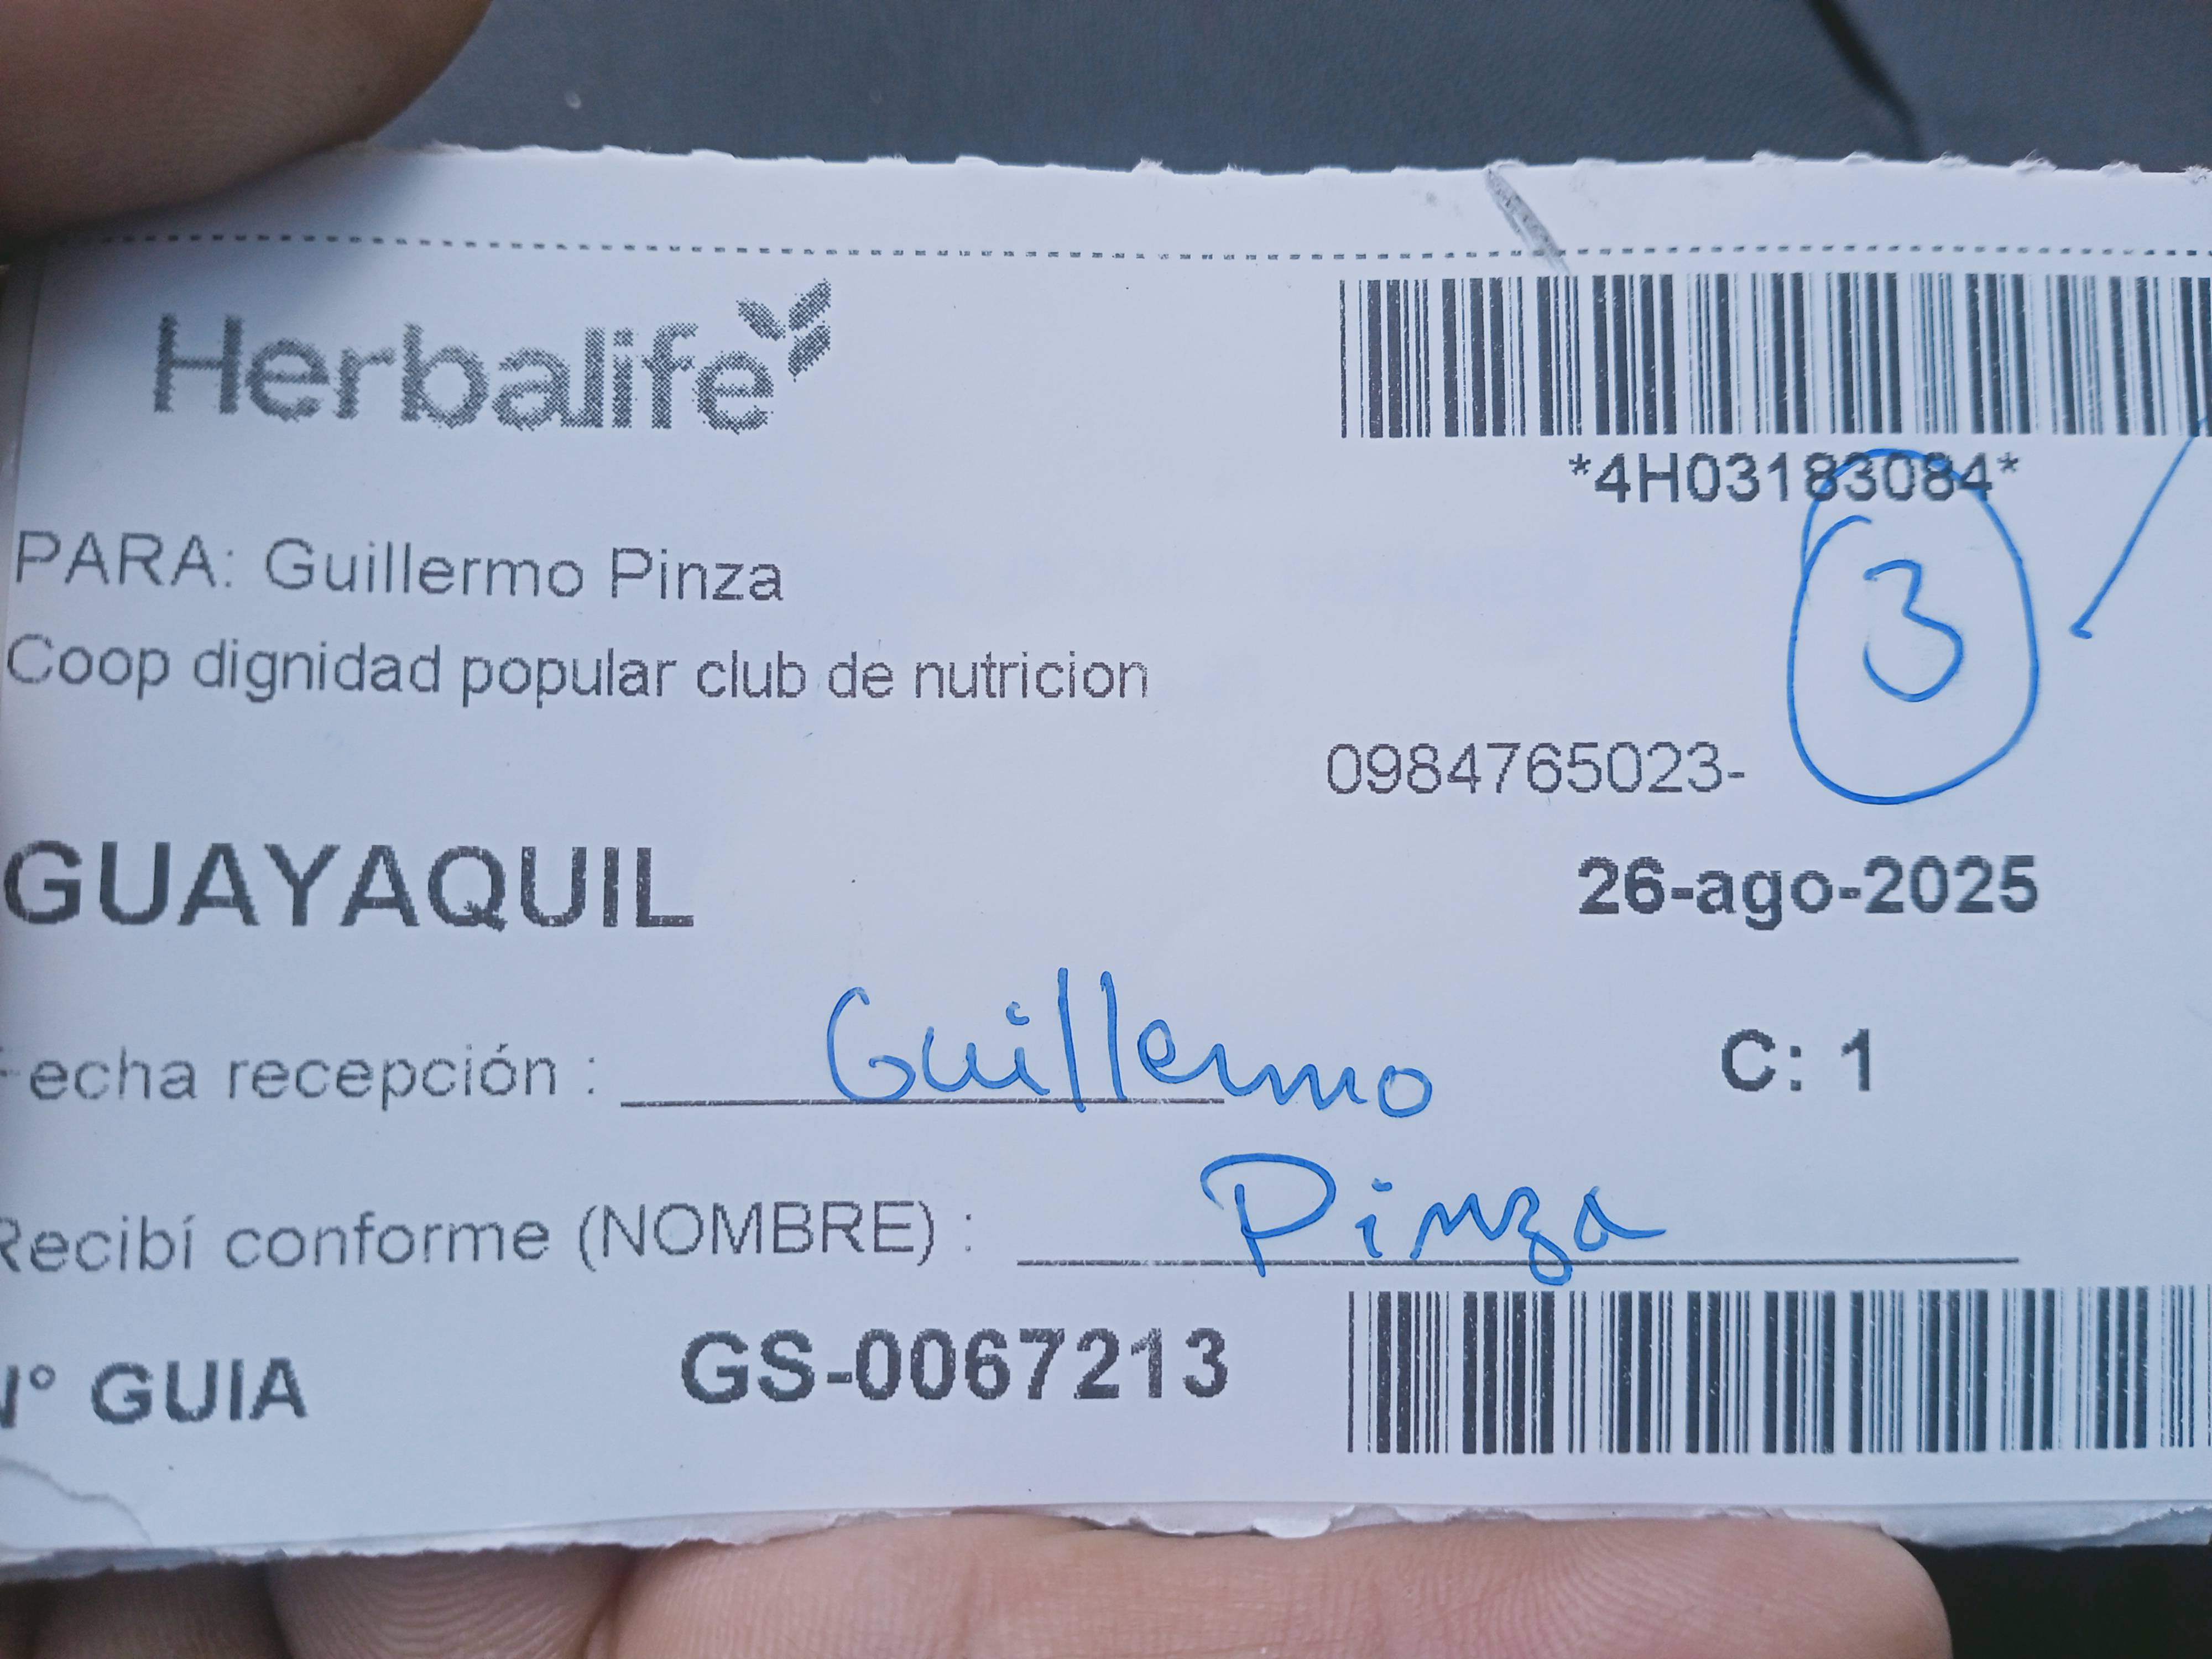 Herbalife
*4H03183084*
PARA: Guillermo Pinza
3
Coop dignidad popular club de nutricion
0984765023-
GUAYAQUIL
26-ago-2025
Fecha recepción : Guillermo
C: 1
Recibí conforme (NOMBRE) : Pinza
N° GUIA GS-0067213